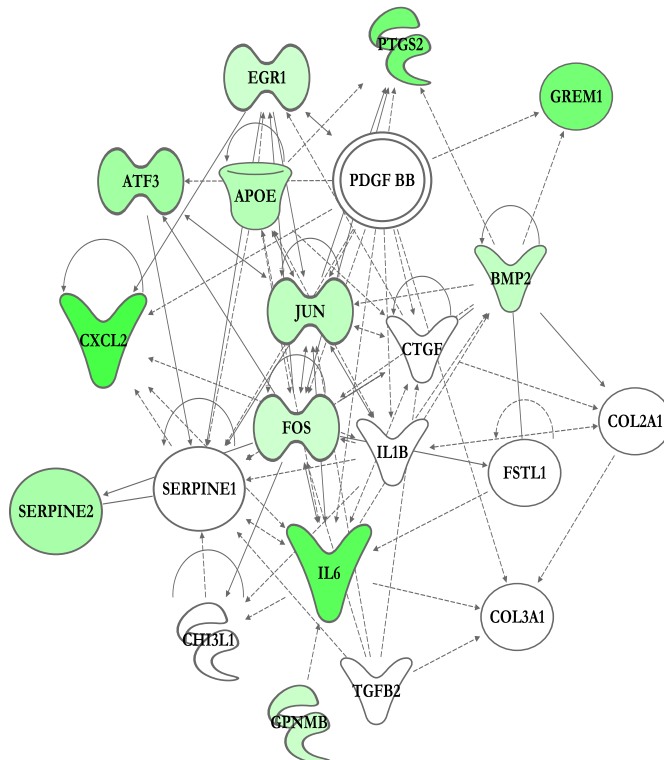 PTGS2
EGR1
GREM1
ATF3
APOE
PDGF BB
BMP2
JUN
CXCL2
CTGF
COL2A1
FOS
IL1B
FSTL1
SERPINE1
SERPINE2
IL6
COL3A1
CHI3L1
TGFB2
GPNMB